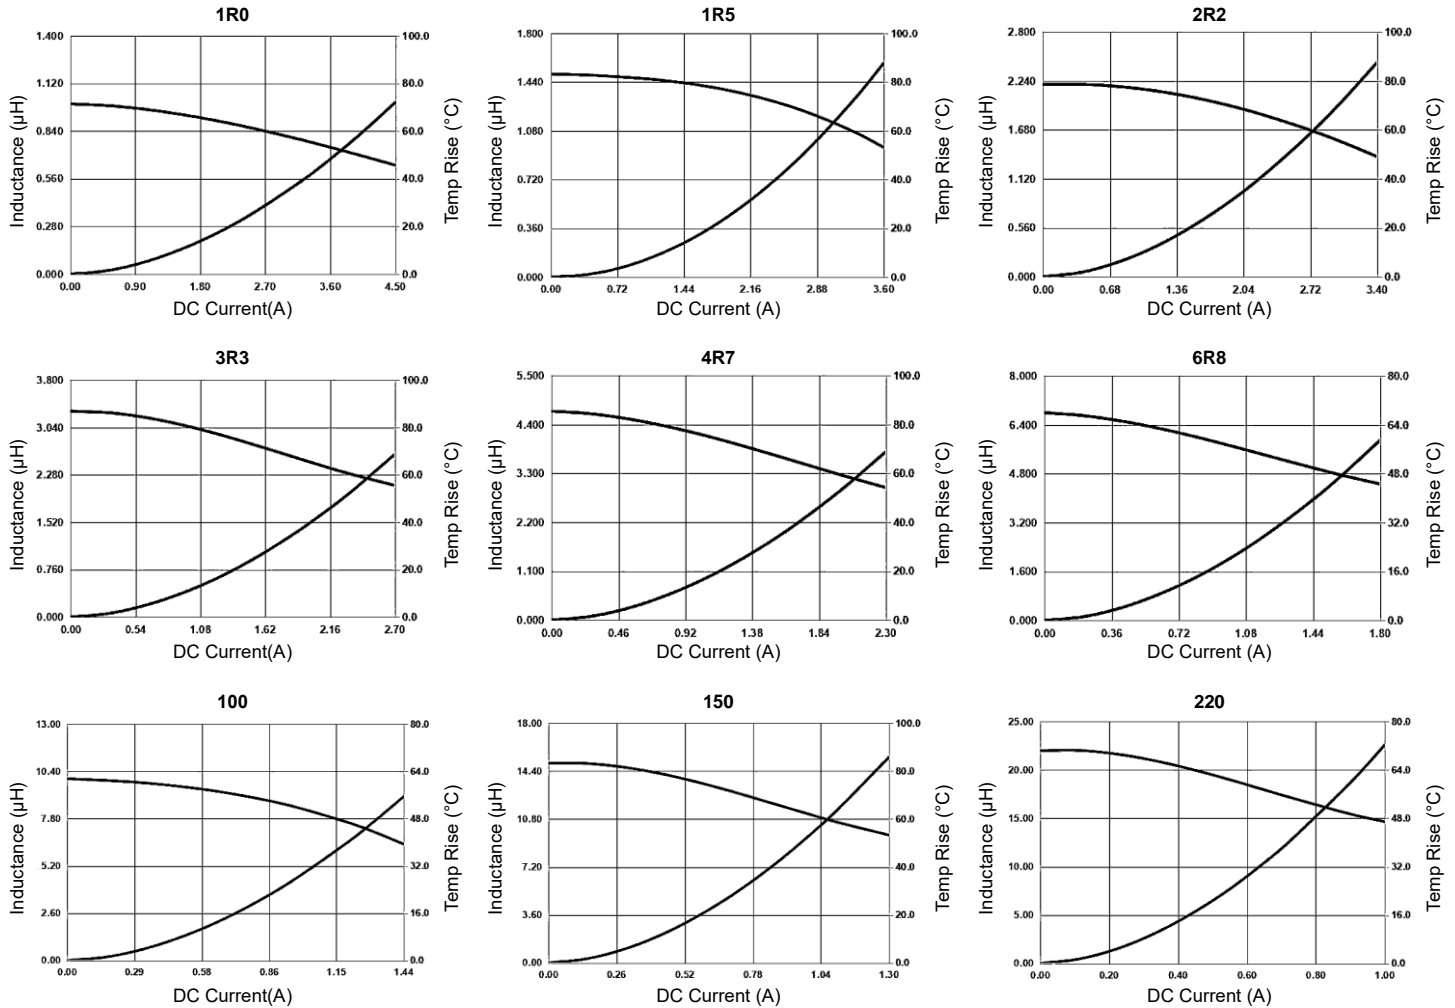 1R0
1.400
1.120
0.840
0.560
0.280
0.000
100.0
80.0
60.0
40.0
20.0
0.0
0.00 0.90 1.80 2.70 3.60 4.50
Inductance (µH)
Temp Rise (°C)
DC Current(A)
1R5
1.800
1.440
1.080
0.720
0.360
0.000
100.0
80.0
60.0
40.0
20.0
0.0
0.00 0.72 1.44 2.16 2.88 3.60
Inductance (µH)
Temp Rise (°C)
DC Current (A)
2R2
2.800
2.240
1.680
1.120
0.560
0.000
100.0
80.0
60.0
40.0
20.0
0.0
0.00 0.68 1.36 2.04 2.72 3.40
Inductance (µH)
Temp Rise (°C)
DC Current (A)
3R3
3.800
3.040
2.280
1.520
0.760
0.000
100.0
80.0
60.0
40.0
20.0
0.0
0.00 0.54 1.08 1.62 2.16 2.70
Inductance (µH)
Temp Rise (°C)
DC Current(A)
4R7
5.500
4.400
3.300
2.200
1.100
0.000
100.0
80.0
60.0
40.0
20.0
0.0
0.00 0.46 0.92 1.38 1.84 2.30
Inductance (µH)
Temp Rise (°C)
DC Current (A)
6R8
8.000
6.400
4.800
3.200
1.600
0.000
80.0
64.0
48.0
32.0
16.0
0.0
0.00 0.36 0.72 1.08 1.44 1.80
Inductance (µH)
Temp Rise (°C)
DC Current (A)
100
13.00
10.40
7.80
5.20
2.60
0.00
80.0
64.0
48.0
32.0
16.0
0.0
0.00 0.29 0.58 0.86 1.15 1.44
Inductance (µH)
Temp Rise (°C)
DC Current(A)
150
18.00
14.40
10.80
7.20
3.60
0.00
100.0
80.0
60.0
40.0
20.0
0.0
0.00 0.26 0.52 0.78 1.04 1.30
Inductance (µH)
Temp Rise (°C)
DC Current (A)
220
25.00
20.00
15.00
10.00
5.00
0.00
80.0
64.0
48.0
32.0
16.0
0.0
0.00 0.20 0.40 0.60 0.80 1.00
Inductance (µH)
Temp Rise (°C)
DC Current (A)